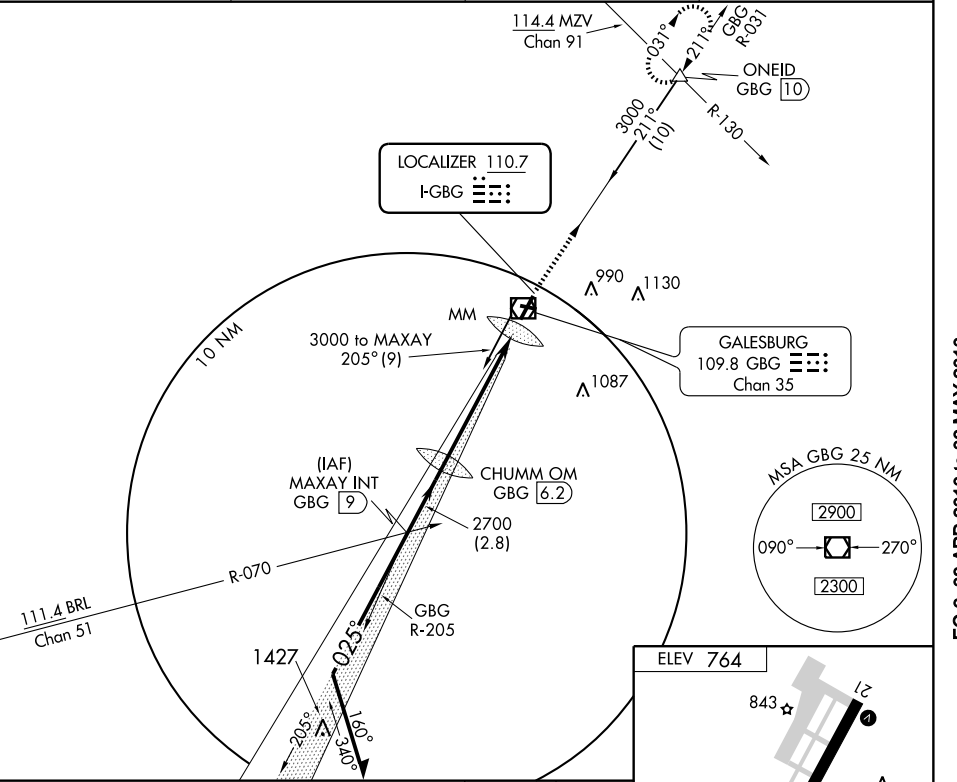 114.4 MZV
Chan 91
031°
211°
GBG
R-031
ONEID
GBG 10
R-130
3000
211°
(10)
LOCALIZER 110.7
I-GBG
990
1130
MM
10 NM
3000 to MAXAY
205° (9)
GALESBURG
109.8 GBG
Chan 35
1087
(IAF)
MAXAY INT
GBG 9
CHUMM OM
GBG 6.2
2700
(2.8)
MSA GBG 25 NM
2900
090°
270°
2300
R-070
111.4 BRL
Chan 51
GBG
R-205
025°
1427
205°
160°
340°
ELEV 764
843
21